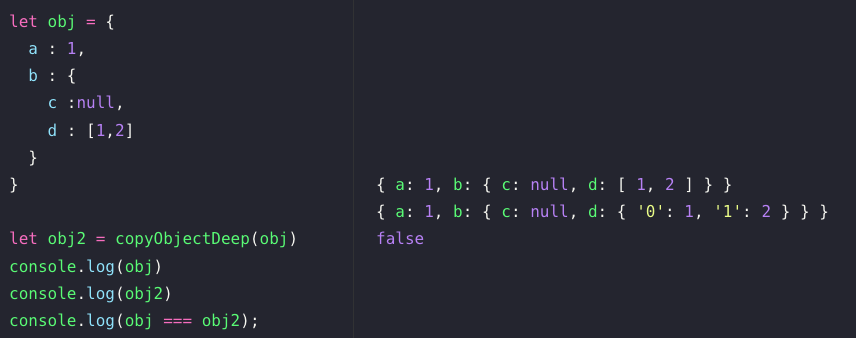 let obj = {
  a : 1,
  b : {
    c :null,
    d : [1,2]
  }
}
let obj2 = copyObjectDeep(obj)
console.log(obj)
console.log(obj2)
console.log(obj === obj2);
{ a: 1, b: { c: null, d: [ 1, 2 ] } }
{ a: 1, b: { c: null, d: { '0': 1, '1': 2 } } }
false